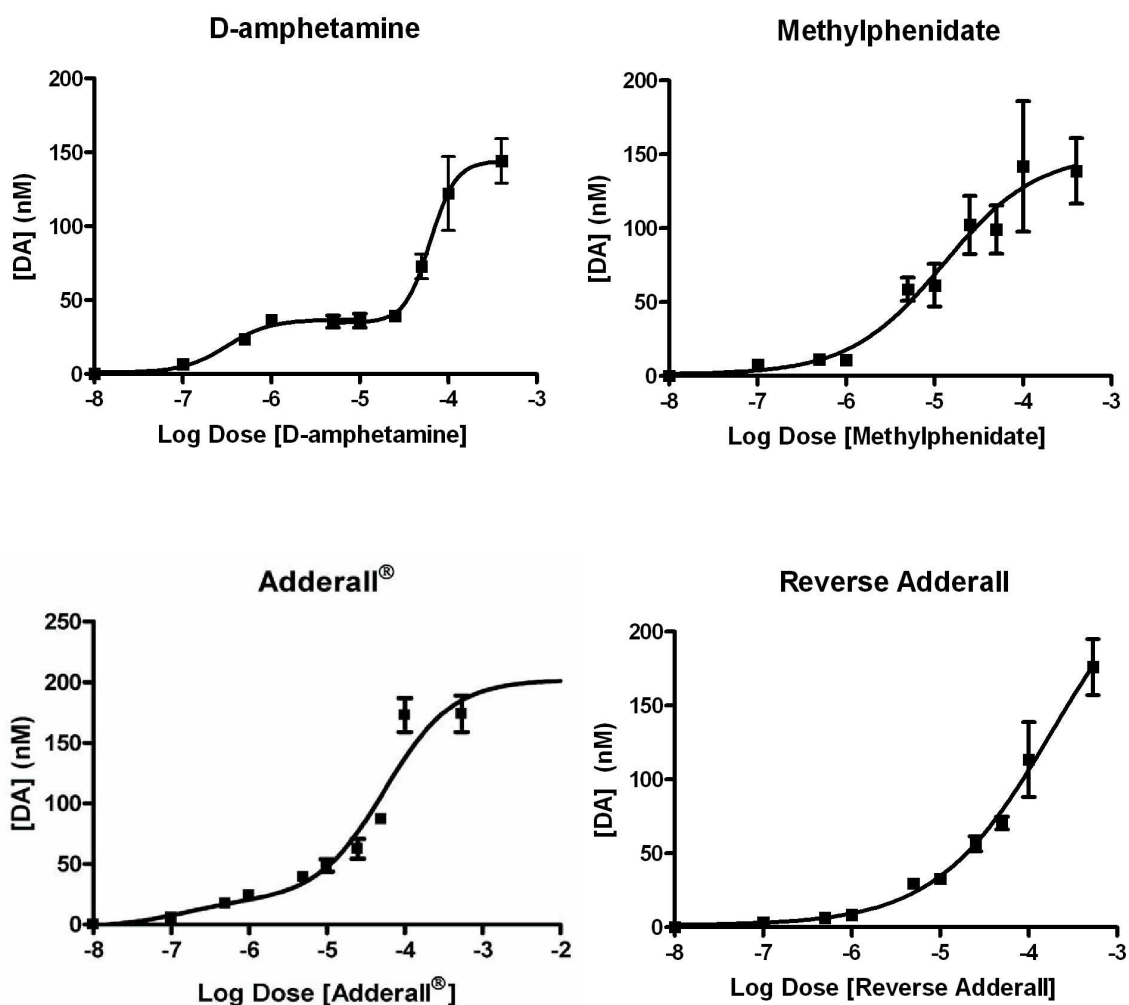 D-amphetamine
200
150
100
50
0
[DA] (nM)
-8 -7 -6 -5 -4 -3
Log Dose [D-amphetamine]
Methylphenidate
200
150
100
50
0
[DA] (nM)
-8 -7 -6 -5 -4 -3
Log Dose [Methylphenidate]
Adderall®
250
200
150
100
50
0
[DA] (nM)
-8 -7 -6 -5 -4 -3 -2
Log Dose [Adderall®]
Reverse Adderall
200
150
100
50
0
[DA] (nM)
-8 -7 -6 -5 -4 -3
Log Dose [Reverse Adderall]